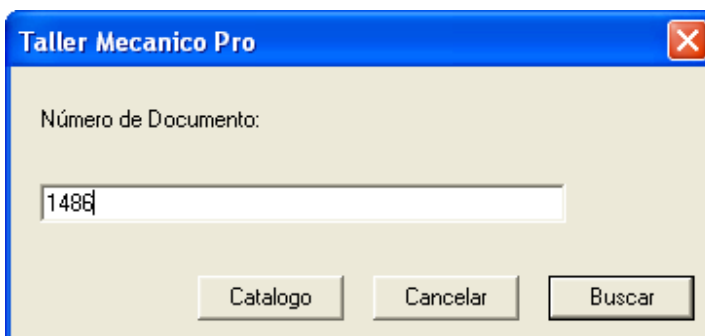 Taller Mecanico Pro
Número de Documento:
1486
Catalogo Cancelar Buscar